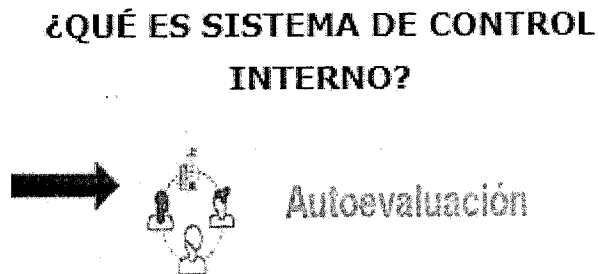 ¿QUÉ ES SISTEMA DE CONTROL
INTERNO?
Autoevaluación